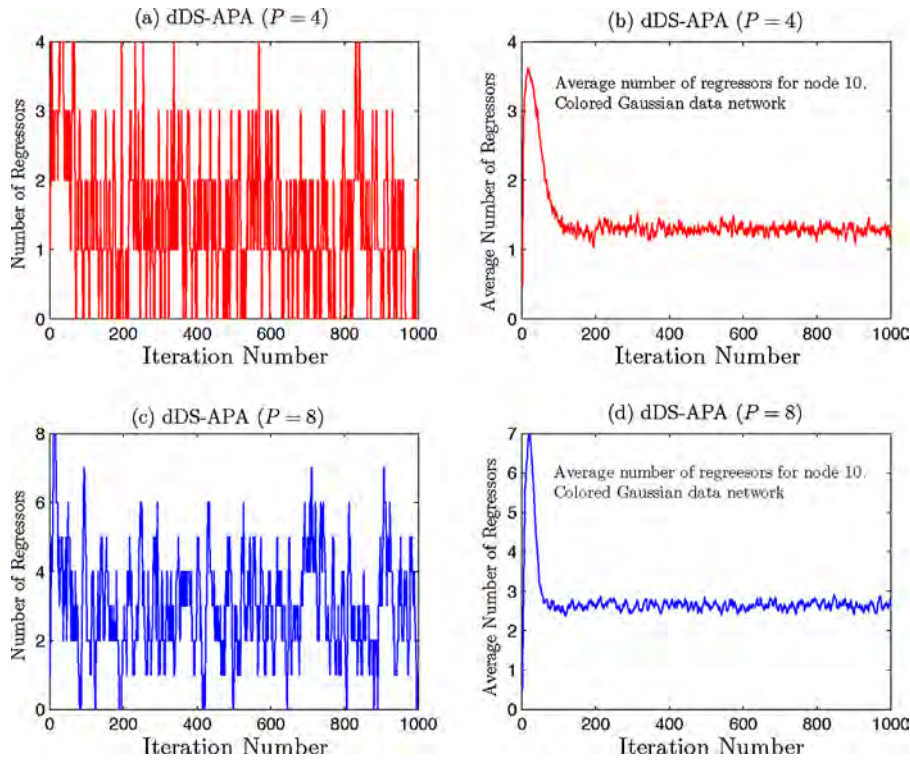 (a) dDS-APA (P = 4)
Number of Regressors
4
3
2
1
0
0
200
400
600
800
1000
Iteration Number
(b) dDS-APA (P = 4)
Average Number of Regressors
4
3
2
1
0
Average number of regressors for node 10.
Colored Gaussian data network
0
200
400
600
800
1000
Iteration Number
(c) dDS-APA (P = 8)
Number of Regressors
8
6
4
2
0
0
200
400
600
800
1000
Iteration Number
(d) dDS-APA (P = 8)
Average Number of Regressors
7
6
5
4
3
2
1
0
Average number of regreesors for node 10.
Colored Gaussian data network
0
200
400
600
800
1000
Iteration Number